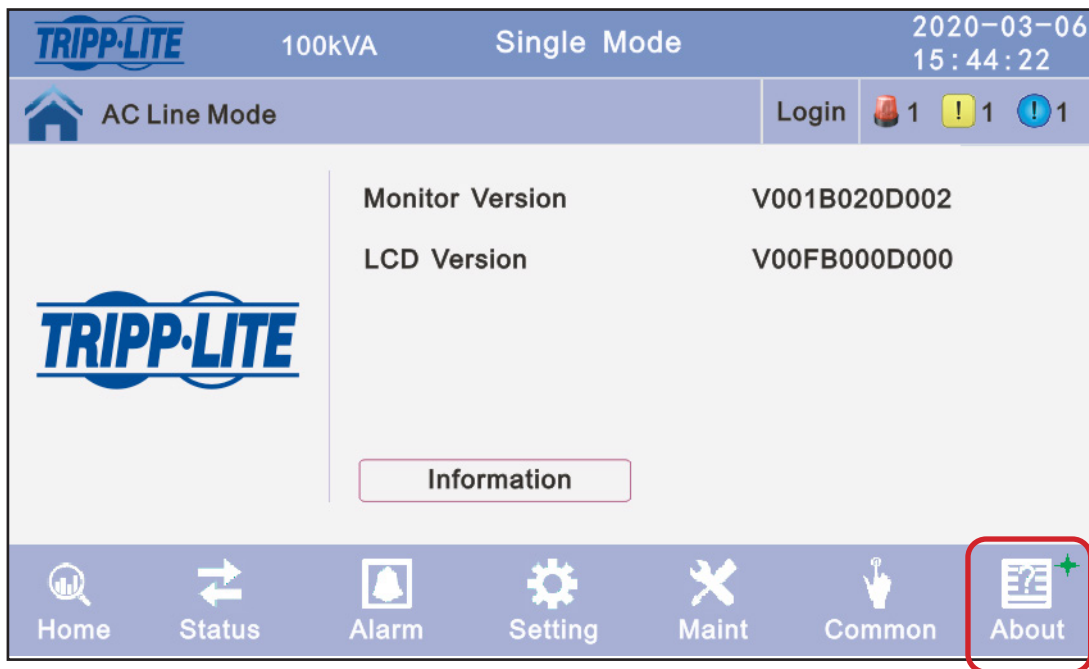 TRIPP·LITE 100kVA Single Mode 2020-03-06
15:44:22
AC Line Mode Login 1 ! 1 ! 1
Monitor Version V001B020D002
LCD Version V00FB000D000
TRIPP·LITE
Information
Home Status Alarm Setting Maint Common About